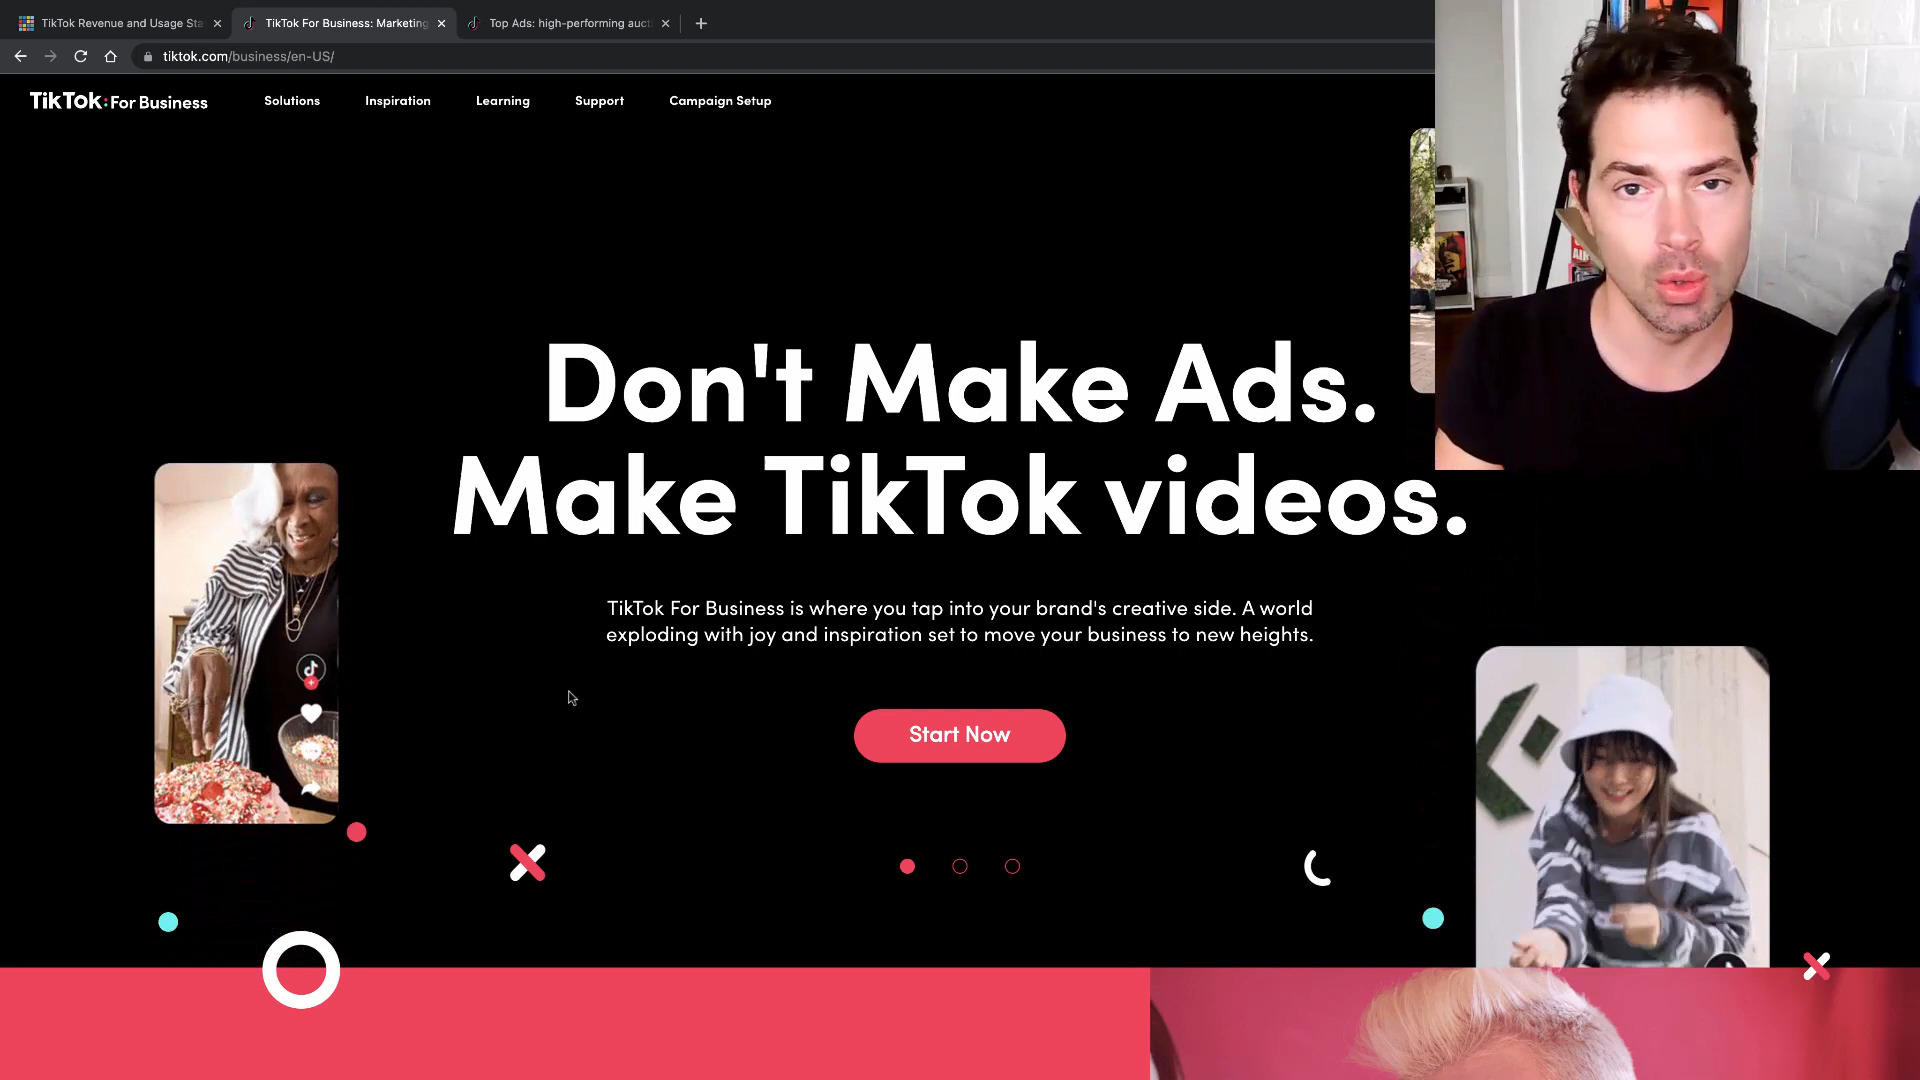 TikTok Revenue and Usage Sta
TikTok For Business: Marketing
Top Ads: high-performing auct
tiktok.com/business/en-US/
TikTok: For Business
Solutions
Inspiration
Learning
Support
Campaign Setup
Don't Make Ads.
Make TikTok videos.
TikTok For Business is where you tap into your brand's creative side. A world
exploding with joy and inspiration set to move your business to new heights.
Start Now